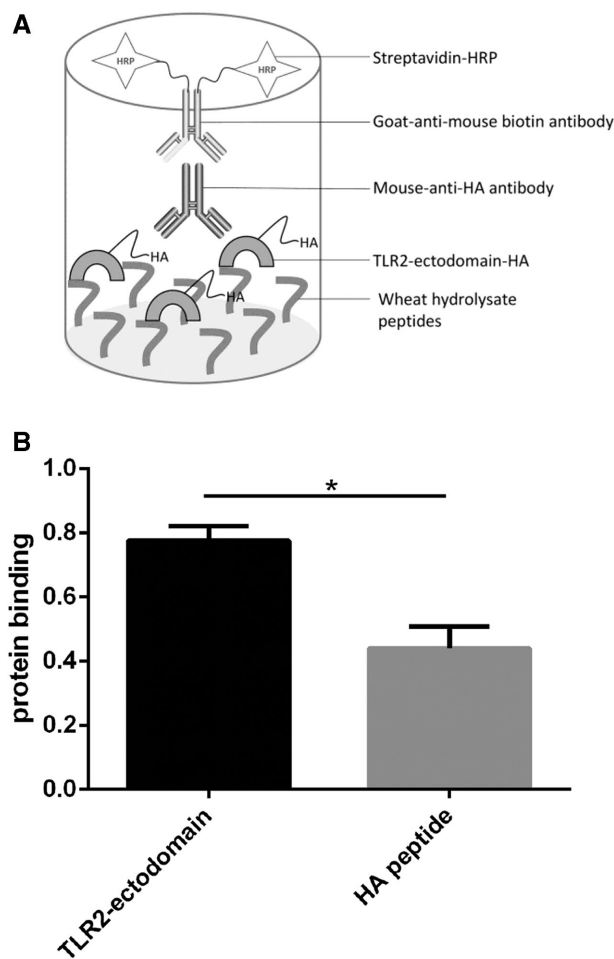 A
HRP
HRP
Streptavidin-HRP
Goat-anti-mouse biotin antibody
Mouse-anti-HA antibody
HA
HA
TLR2-ectodomain-HA
HA
Wheat hydrolysate
peptides
B
*
1.0
0.8
0.6
0.4
0.2
0.0
protein binding
TLR2-ectodomain
HA peptide